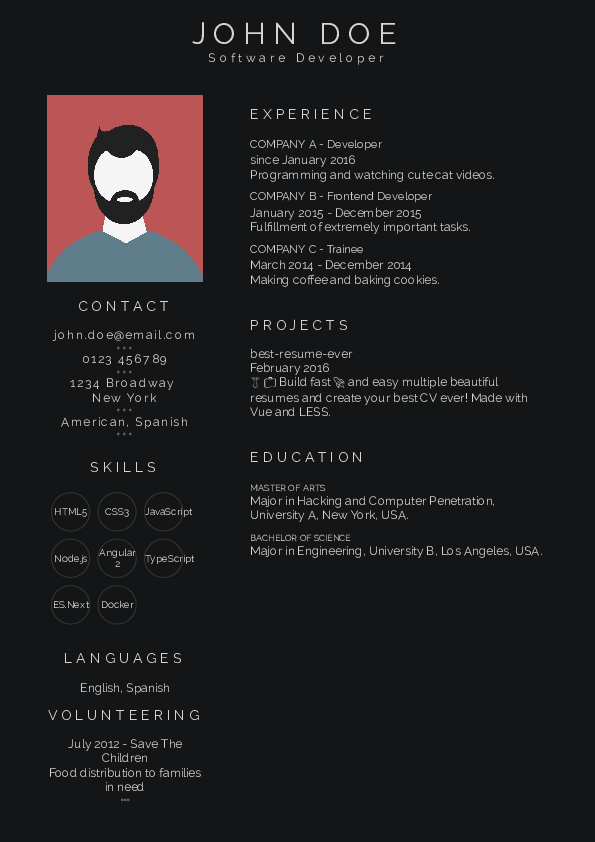 JOHN DOE
Software Developer
CONTACT
john.doe@email.com
0123 456789
1234 Broadway
New York
American, Spanish
SKILLS
HTML5
CSS3
JavaScript
Node.js
Angular
2
TypeScript
ES.Next
Docker
LANGUAGES
English, Spanish
VOLUNTEERING
July 2012 - Save The
Children
Food distribution to families
in need
EXPERIENCE
COMPANY A - Developer
since January 2016
Programming and watching cute cat videos.
COMPANY B - Frontend Developer
January 2015 - December 2015
Fulfillment of extremely important tasks.
COMPANY C - Trainee
March 2014 - December 2014
Making coffee and baking cookies.
PROJECTS
best-resume-ever
February 2016
👔 💼 Build fast 🚀 and easy multiple beautiful
resumes and create your best CV ever! Made with
Vue and LESS.
EDUCATION
MASTER OF ARTS
Major in Hacking and Computer Penetration,
University A, New York, USA.
BACHELOR OF SCIENCE
Major in Engineering, University B, Los Angeles, USA.